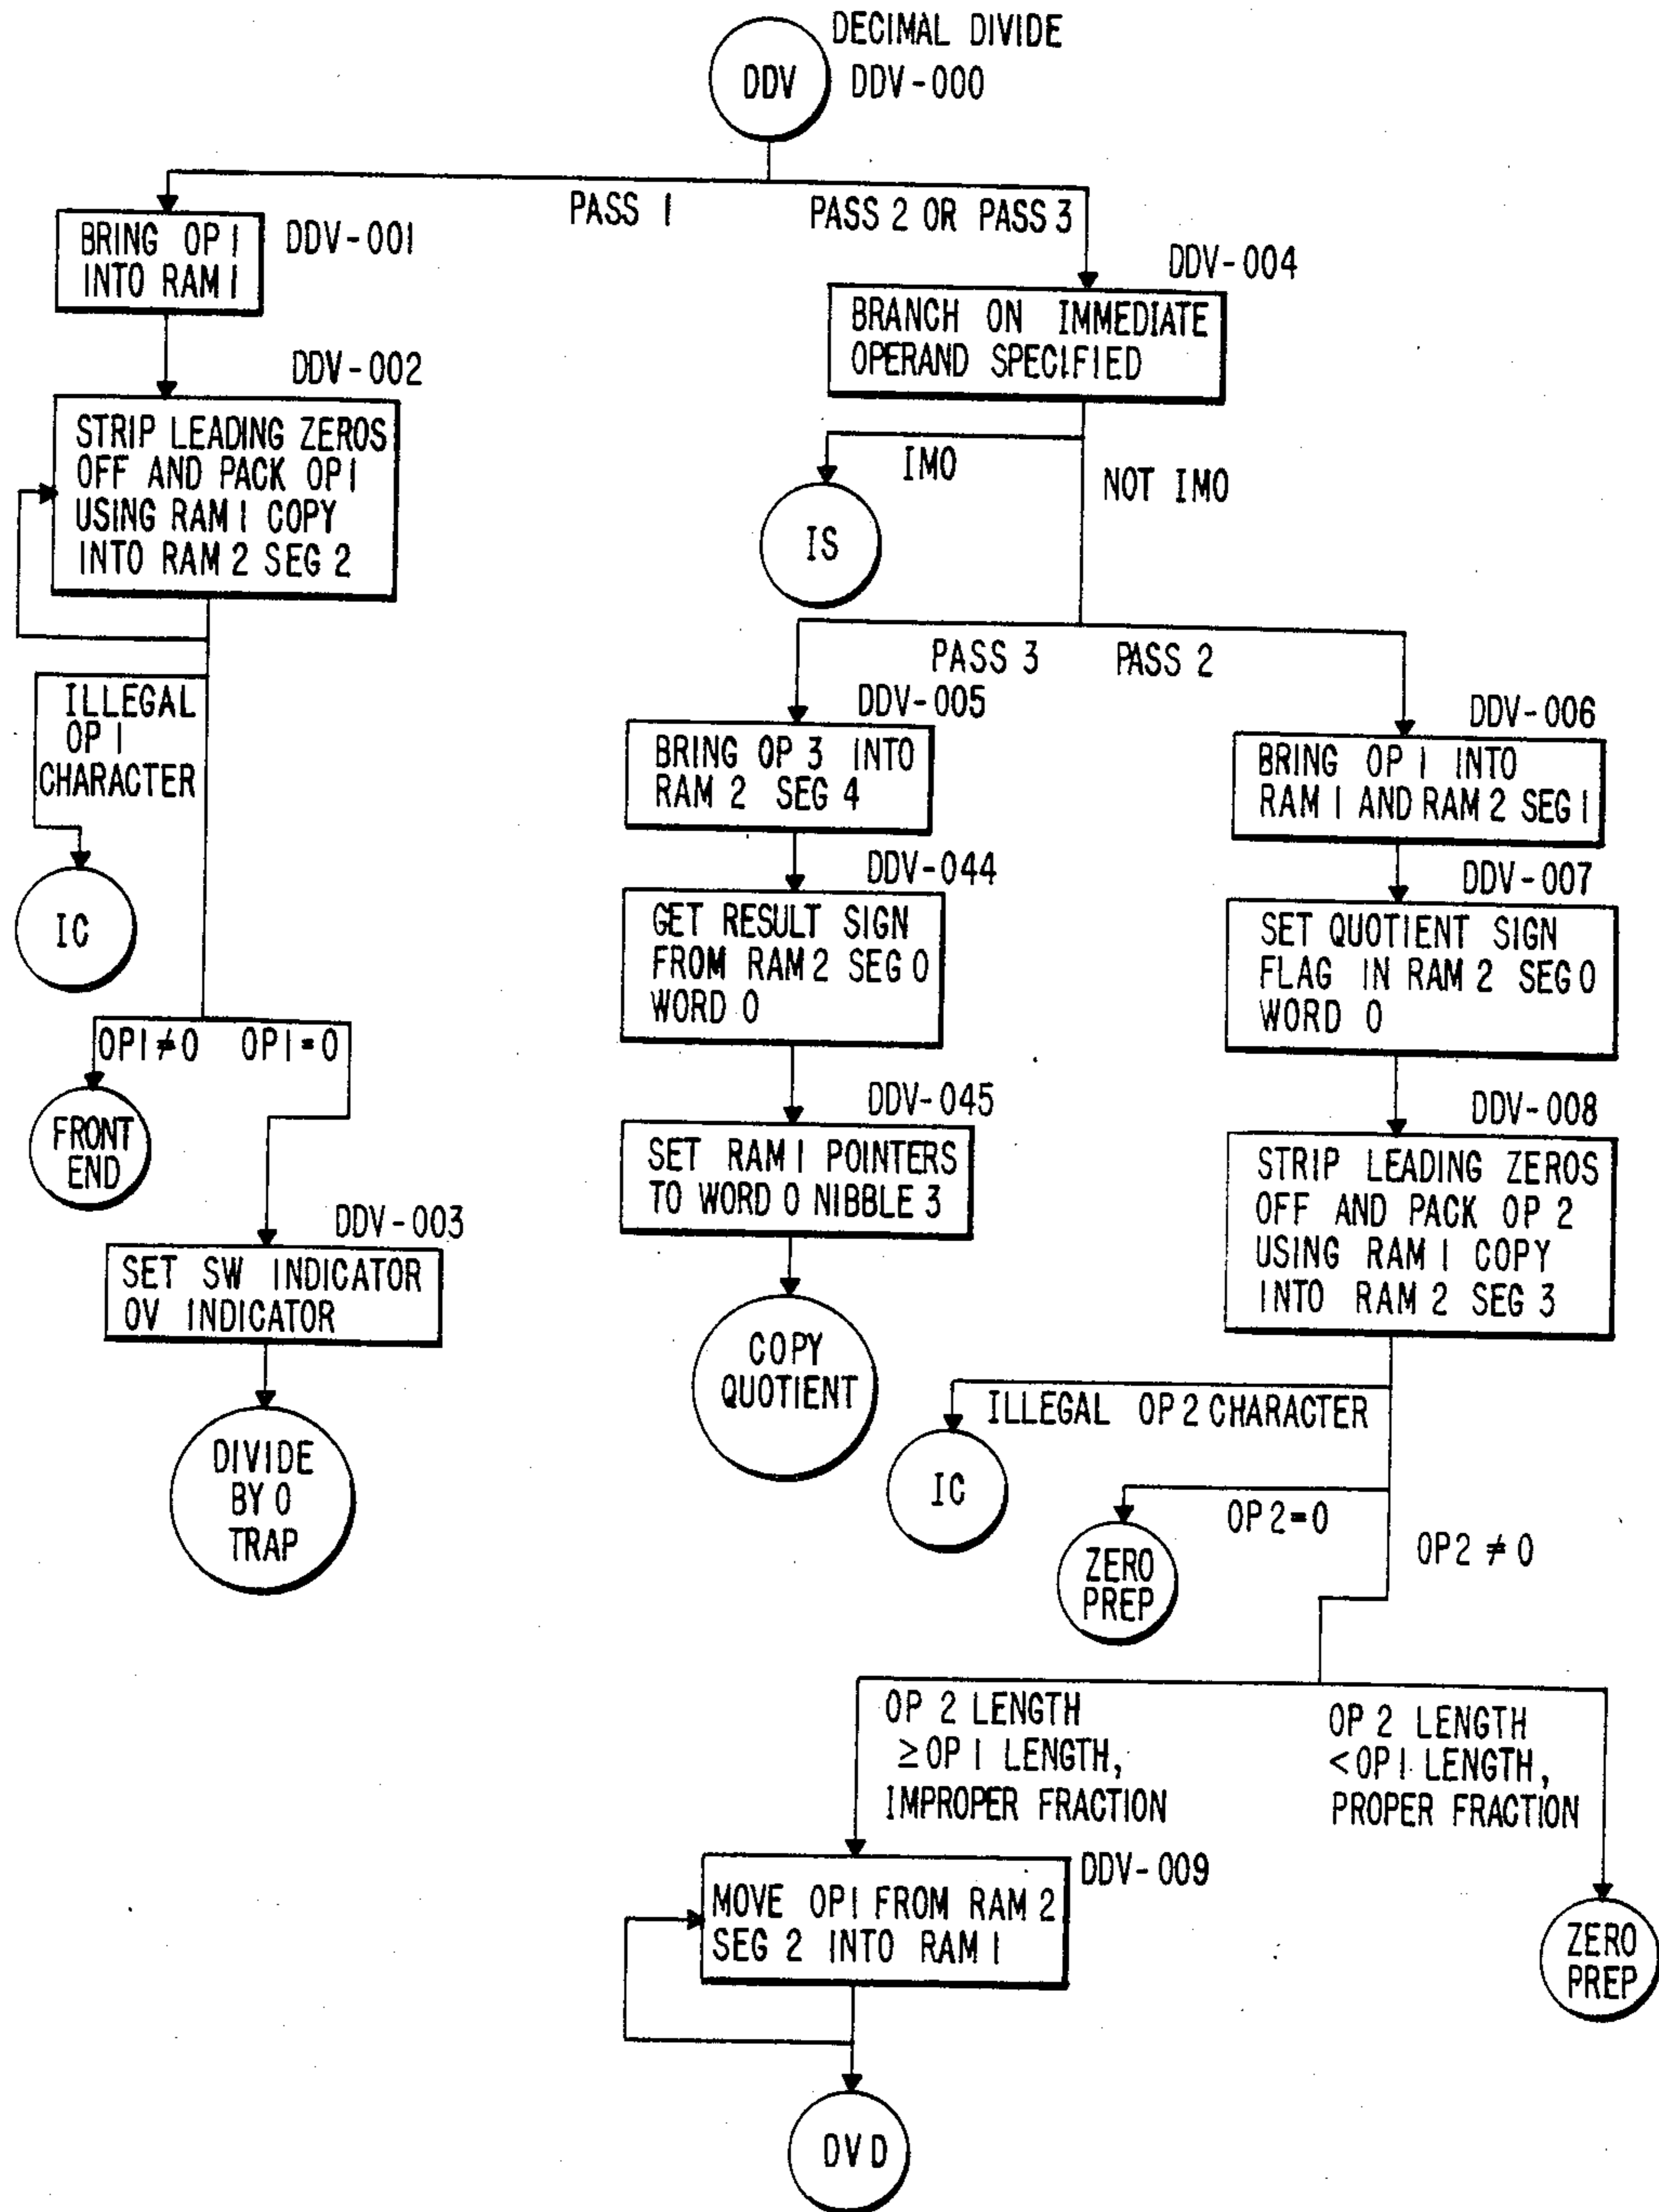 DECIMAL DIVIDE
DDV
DDV-000
PASS 1
PASS 2 OR PASS 3
BRING OP 1
INTO RAM 1
DDV-001
DDV-002
STRIP LEADING ZEROS
OFF AND PACK OP 1
USING RAM 1 COPY
INTO RAM 2 SEG 2
ILLEGAL
OP 1
CHARACTER
IC
OP1≠0
OP1=0
FRONT
END
DDV-003
SET SW INDICATOR
OV INDICATOR
DIVIDE
BY 0
TRAP
DDV-004
BRANCH ON IMMEDIATE
OPERAND SPECIFIED
IMO
NOT IMO
IS
PASS 3
PASS 2
DDV-005
BRING OP 3 INTO
RAM 2 SEG 4
DDV-044
GET RESULT SIGN
FROM RAM 2 SEG 0
WORD 0
DDV-045
SET RAM 1 POINTERS
TO WORD 0 NIBBLE 3
COPY
QUOTIENT
DDV-006
BRING OP 1 INTO
RAM 1 AND RAM 2 SEG 1
DDV-007
SET QUOTIENT SIGN
FLAG IN RAM 2 SEG 0
WORD 0
DDV-008
STRIP LEADING ZEROS
OFF AND PACK OP 2
USING RAM 1 COPY
INTO RAM 2 SEG 3
ILLEGAL OP 2 CHARACTER
IC
OP 2=0
ZERO
PREP
OP2 ≠ 0
OP 2 LENGTH
≥OP 1 LENGTH,
IMPROPER FRACTION
OP 2 LENGTH
<OP1 LENGTH,
PROPER FRACTION
DDV-009
MOVE OP1 FROM RAM 2
SEG 2 INTO RAM 1
ZERO
PREP
DVD